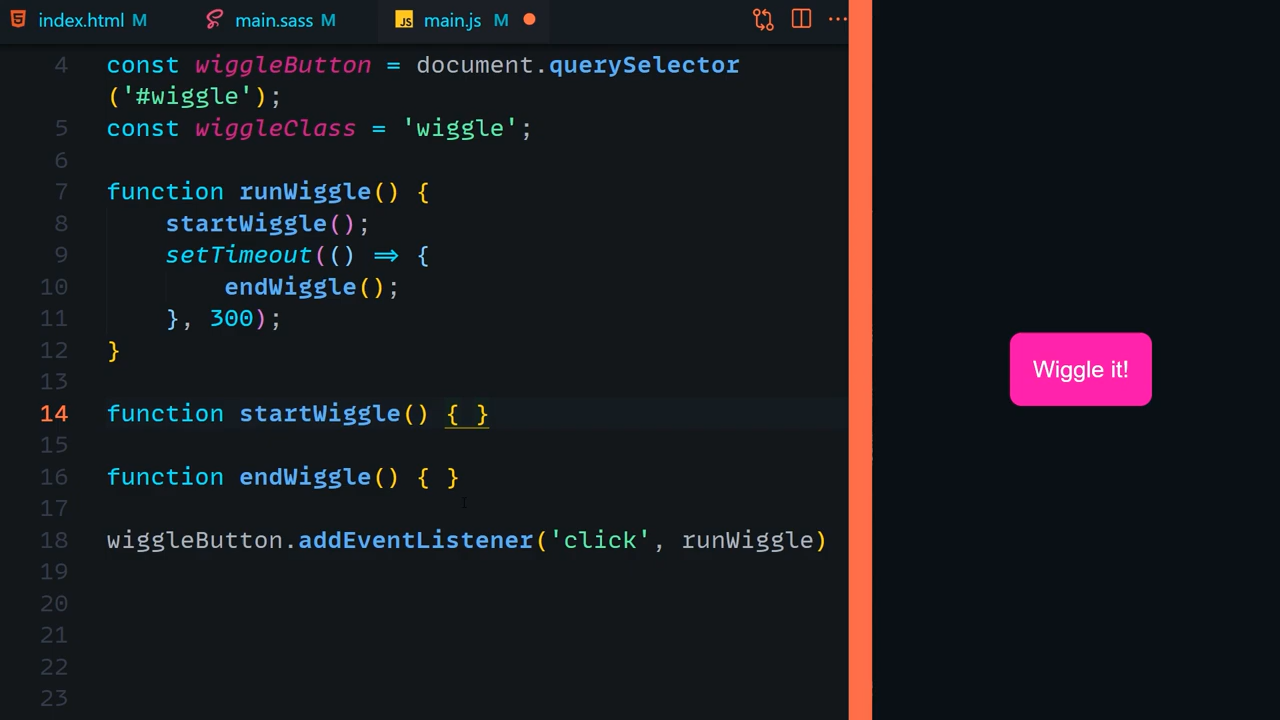 index.html M main.sass M JS main.js M
4 const wiggleButton = document.querySelector
('#wiggle');
5 const wiggleClass = 'wiggle';
6
7 function runWiggle() {
8 startWiggle();
9 setTimeout(() ⇒ {
10 endWiggle();
11 }, 300);
12 }
13
14 function startWiggle() { }
15
16 function endWiggle() { }
17
18 wiggleButton.addEventListener('click', runWiggle)
19
20
21
22
23
Wiggle it!